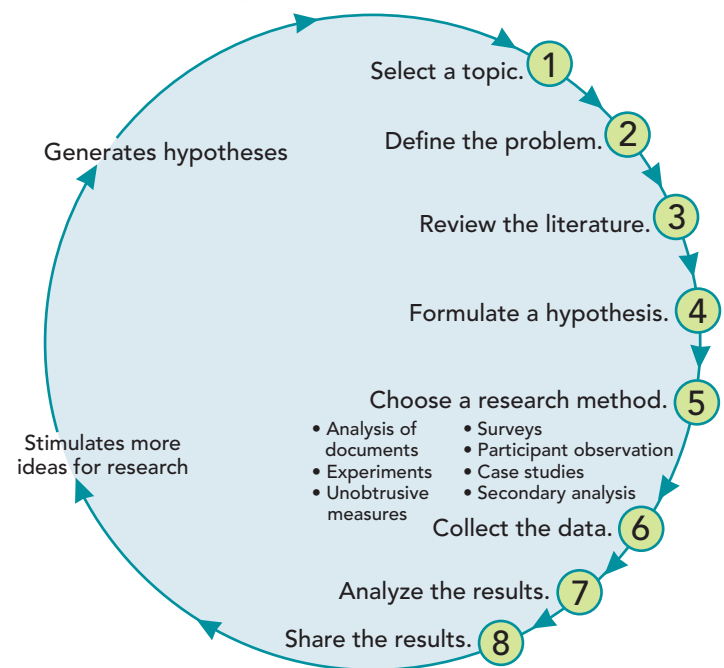 Select a topic. 1
Define the problem. 2
Review the literature. 3
Formulate a hypothesis. 4
Choose a research method. 5
• Analysis of
documents
• Experiments
• Unobtrusive
measures
• Surveys
• Participant observation
• Case studies
• Secondary analysis
Collect the data. 6
Analyze the results. 7
Share the results. 8
Stimulates more
ideas for research
Generates hypotheses